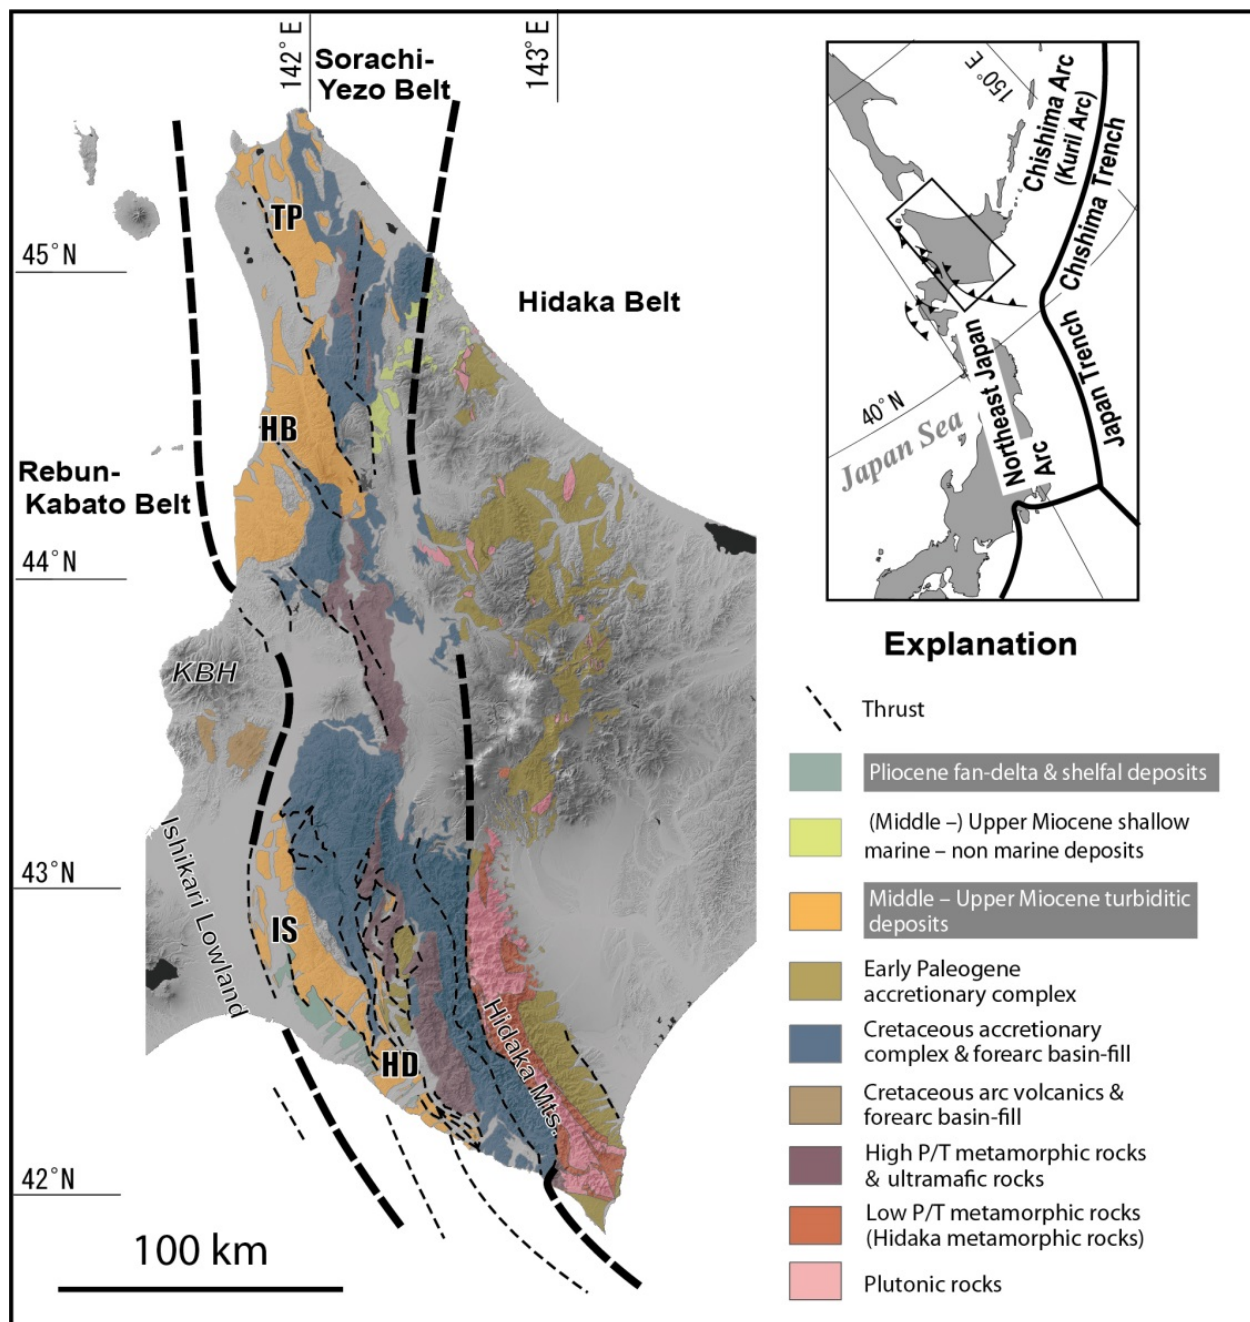 142° E
143° E
Sorachi-
Yezo Belt
TP
45° N
Hidaka Belt
HB
Rebun-
Kabato Belt
44° N
KBH
Ishikari Lowland
43° N
IS
Hidaka Mts.
HD
42° N
100 km
150° E
Chishima Arc
(Kuril Arc)
Chishima Trench
Japan Trench
40° N
Japan Sea
Northeast Japan
Arc
Explanation
Thrust
Pliocene fan-delta & shelfal deposits
(Middle –) Upper Miocene shallow
marine – non marine deposits
Middle – Upper Miocene turbiditic
deposits
Early Paleogene
accretionary complex
Cretaceous accretionary
complex & forearc basin-fill
Cretaceous arc volcanics &
forearc basin-fill
High P/T metamorphic rocks
& ultramafic rocks
Low P/T metamorphic rocks
(Hidaka metamorphic rocks)
Plutonic rocks